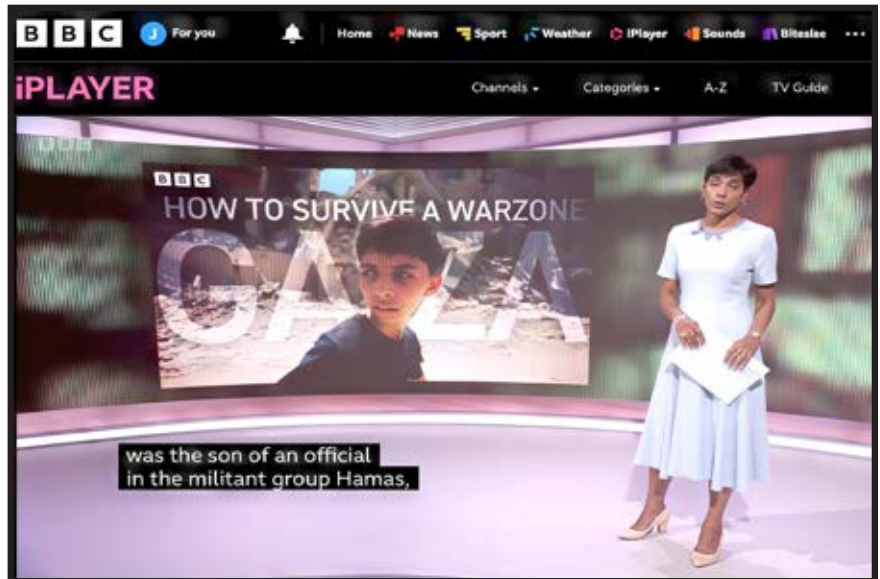 BBC J For you Home News Sport Weather iPlayer Sounds Bitesize ...
iPLAYER Channels Categories A-Z TV Guide
BBC
BBC
HOW TO SURVIVE A WARZONE
GAZA
was the son of an official
in the militant group Hamas,